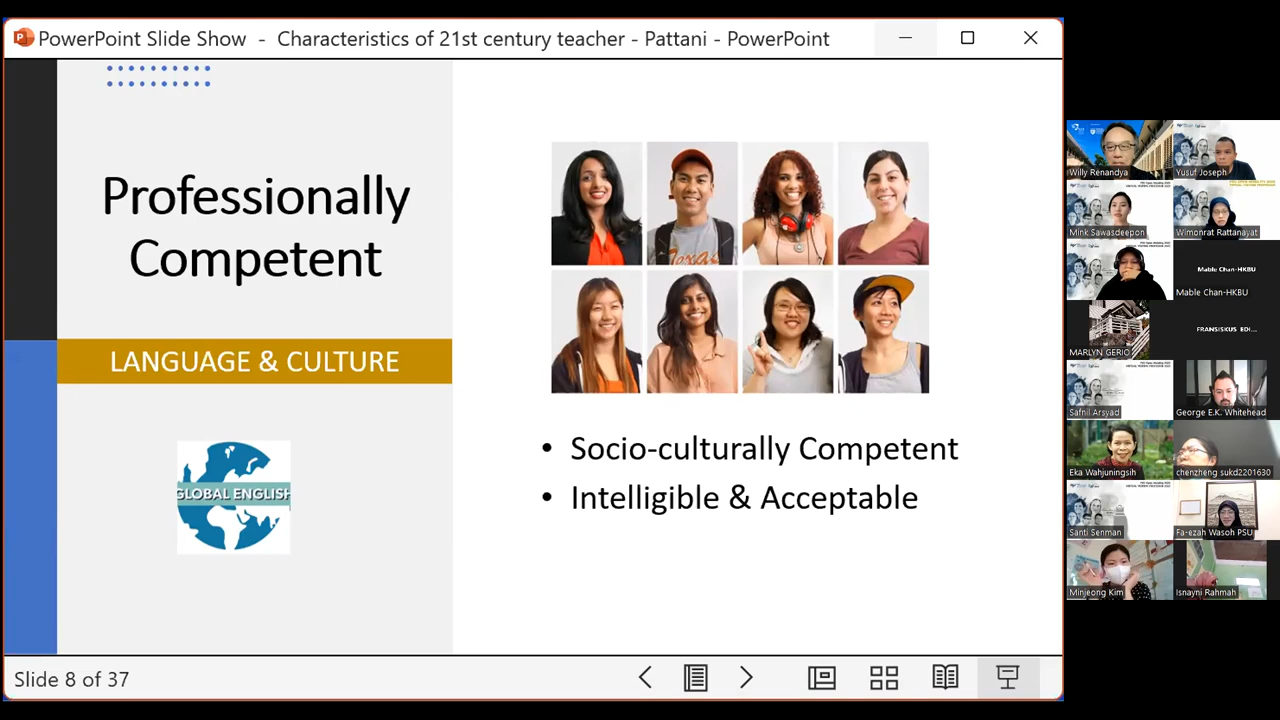 PowerPoint Slide Show - Characteristics of 21st century teacher - Pattani - PowerPoint
Professionally
Competent
LANGUAGE & CULTURE
GLOBAL ENGLISH
• Socio-culturally Competent
• Intelligible & Acceptable
Slide 8 of 37
Willy Renandya
Yusuf Joseph
Mink Sawasdeepon
Wimonrat Rattanayat
Mable Chan-HKBU
Mable Chan-HKBU
MARLYN GERIO
FRANSISKUS EDI...
Safnil Arsyad
George E.K. Whitehead
Eka Wahjuningsih
chenzheng sukd2201630
Santi Senman
Fa-ezah Wasoh PSU
Minjeong Kim
Isnayni Rahmah